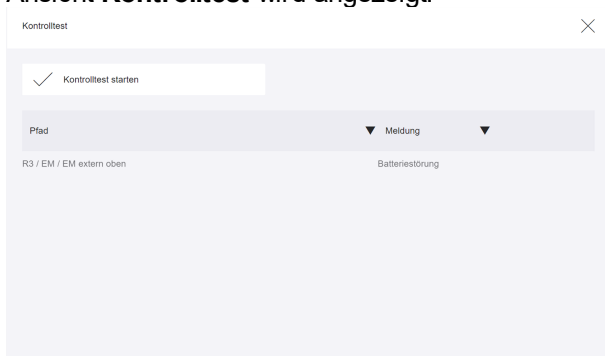 Ansicht Kontrolltest wird angezeigt.
Kontrolltest
Kontrolltest starten
Pfad Meldung
R3 / EM / EM extern oben Batteriestörung